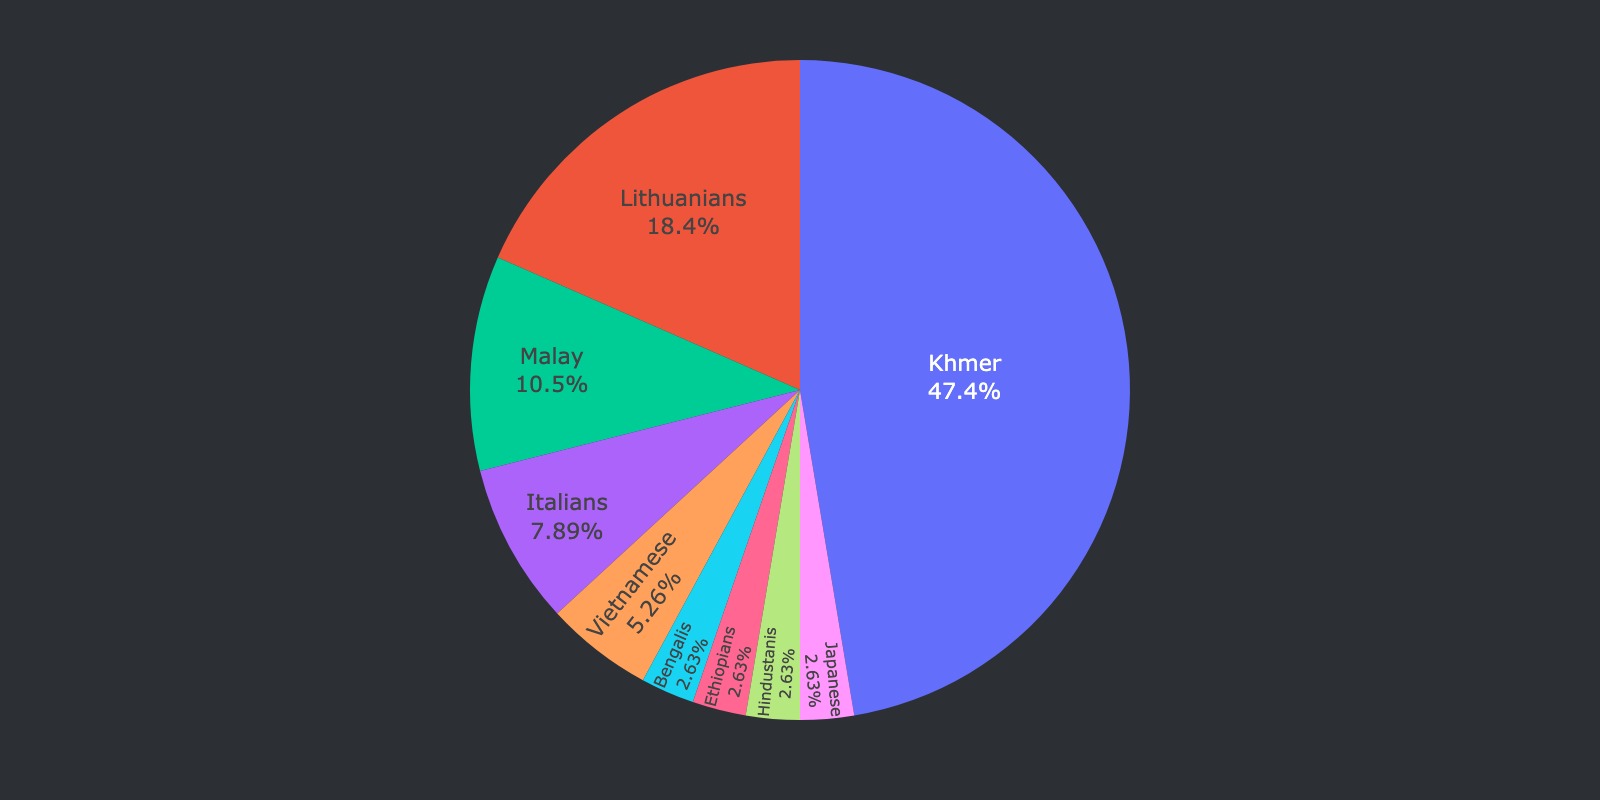 Lithuanians
18.4%
Khmer
47.4%
Malay
10.5%
Italians
7.89%
Vietnamese
5.26%
Bengalis
2.63%
Ethiopians
2.63%
Hindustanis
2.63%
Japanese
2.63%